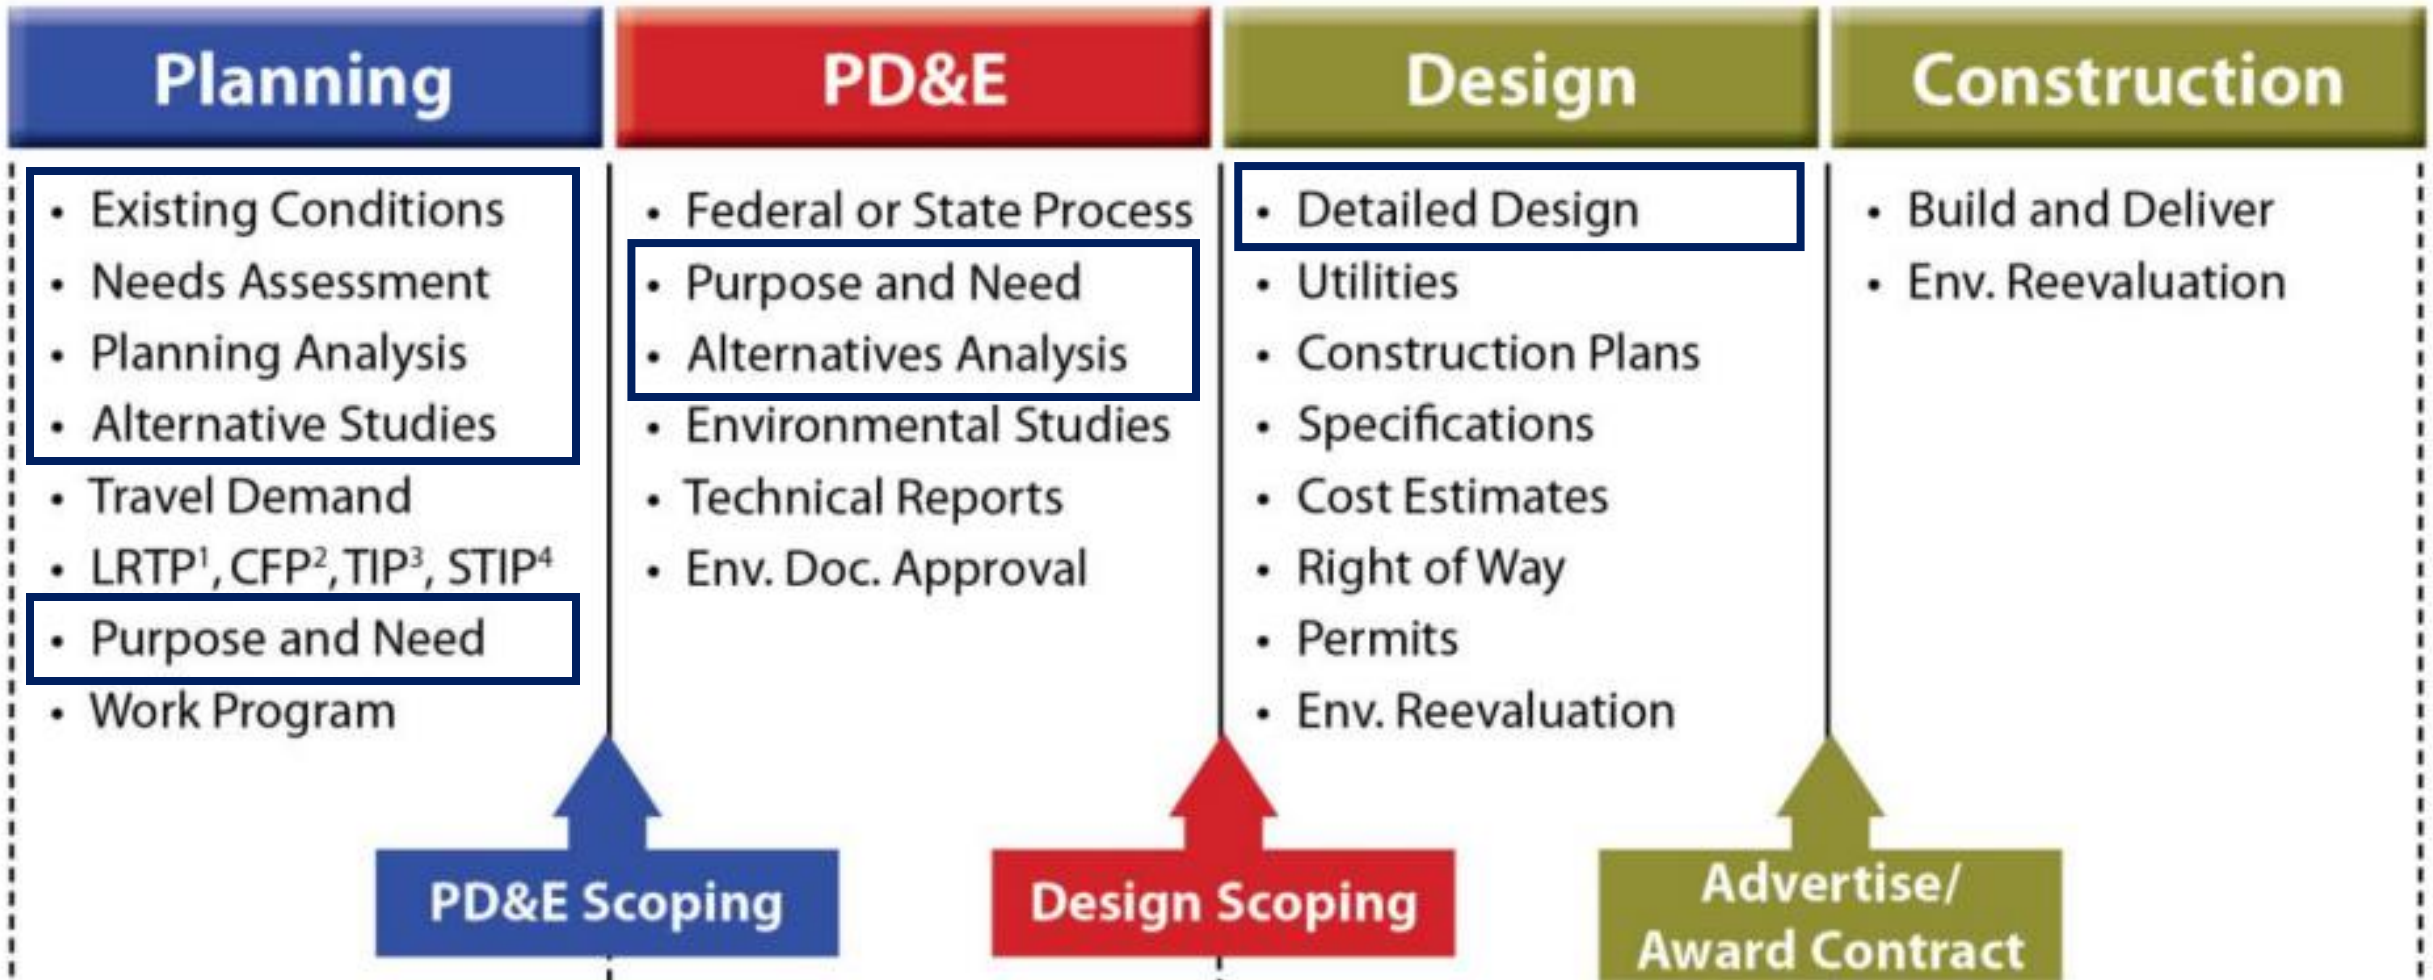 Planning
• Existing Conditions
• Needs Assessment
• Planning Analysis
• Alternative Studies
• Travel Demand
• LRTP¹, CFP², TIP³, STIP⁴
• Purpose and Need
• Work Program
PD&E
• Federal or State Process
• Purpose and Need
• Alternatives Analysis
• Environmental Studies
• Technical Reports
• Env. Doc. Approval
Design
• Detailed Design
• Utilities
• Construction Plans
• Specifications
• Cost Estimates
• Right of Way
• Permits
• Env. Reevaluation
Construction
• Build and Deliver
• Env. Reevaluation
PD&E Scoping
Design Scoping
Advertise/
Award Contract